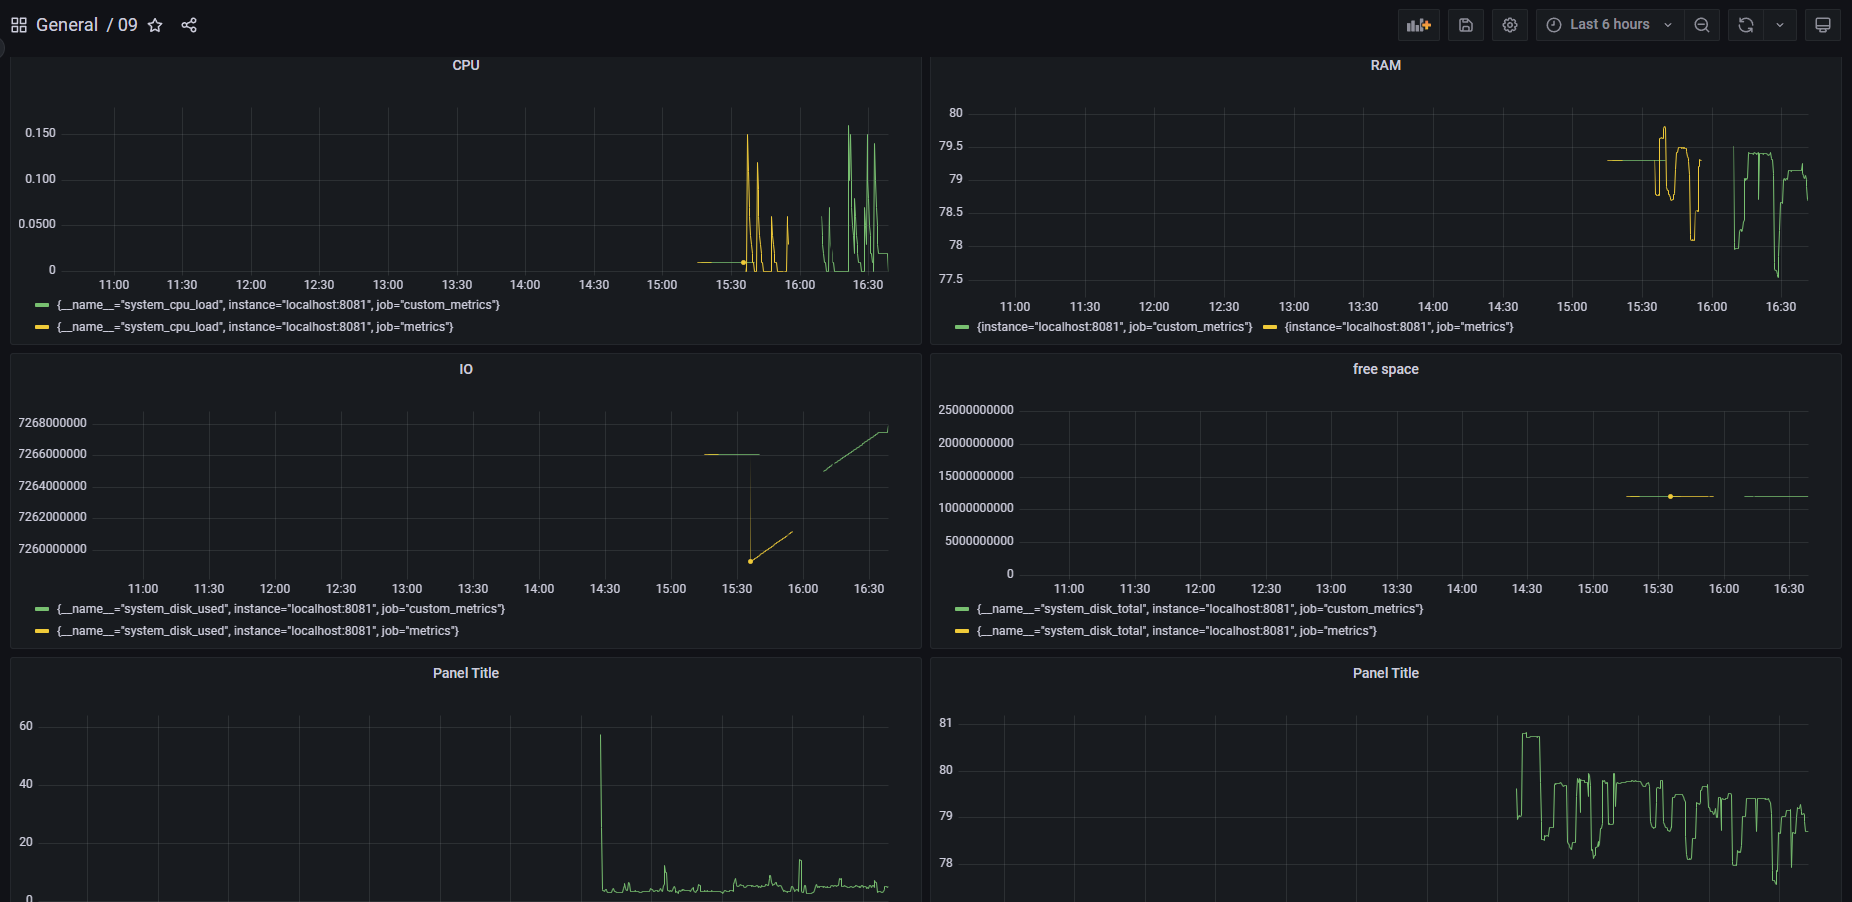 General / 09
Last 6 hours
CPU
0.150
0.100
0.0500
0
11:00 11:30 12:00 12:30 13:00 13:30 14:00 14:30 15:00 15:30 16:00 16:30
{__name__="system_cpu_load", instance="localhost:8081", job="custom_metrics"}
{__name__="system_cpu_load", instance="localhost:8081", job="metrics"}
RAM
80
79.5
79
78.5
78
77.5
11:00 11:30 12:00 12:30 13:00 13:30 14:00 14:30 15:00 15:30 16:00 16:30
{instance="localhost:8081", job="custom_metrics"} {instance="localhost:8081", job="metrics"}
IO
7268000000
7266000000
7264000000
7262000000
7260000000
11:00 11:30 12:00 12:30 13:00 13:30 14:00 14:30 15:00 15:30 16:00 16:30
{__name__="system_disk_used", instance="localhost:8081", job="custom_metrics"}
{__name__="system_disk_used", instance="localhost:8081", job="metrics"}
free space
25000000000
20000000000
15000000000
10000000000
5000000000
0
11:00 11:30 12:00 12:30 13:00 13:30 14:00 14:30 15:00 15:30 16:00 16:30
{__name__="system_disk_total", instance="localhost:8081", job="custom_metrics"}
{__name__="system_disk_total", instance="localhost:8081", job="metrics"}
Panel Title
60
40
20
0
Panel Title
81
80
79
78